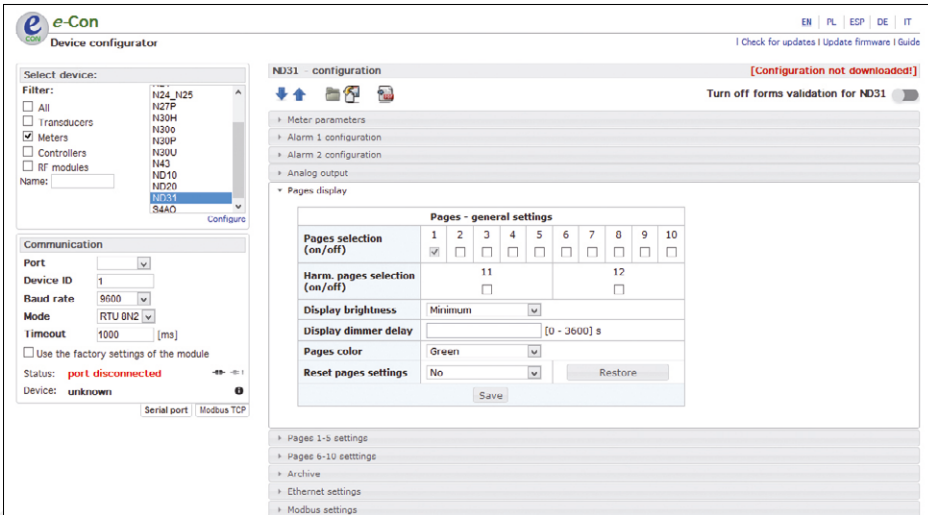 e-Con
CON
Device configurator
EN | PL | ESP | DE | IT
| Check for updates | Update firmware | Guide
Select device:
Filter:
All
Transducers
Meters
Controllers
RF modules
Name:
N24_N25
N27P
N30H
N30o
N30P
N30U
N43
ND10
ND20
ND31
S4AO
Configure
Communication
Port
Device ID 1
Baud rate 9600
Mode RTU 8N2
Timeout 1000 [ms]
Use the factory settings of the module
Status: port disconnected
Device: unknown
Serial port Modbus TCP
ND31 - configuration [Configuration not downloaded!]
Turn off forms validation for ND31
Meter parameters
Alarm 1 configuration
Alarm 2 configuration
Analog output
Pages display
Pages - general settings
Pages selection (on/off) 1 2 3 4 5 6 7 8 9 10
Harm. pages selection (on/off) 11 12
Display brightness Minimum
Display dimmer delay [0 - 3600] s
Pages color Green
Reset pages settings No Restore
Save
Pages 1-5 settings
Pages 6-10 setttings
Archive
Ethernet settings
Modbus settings